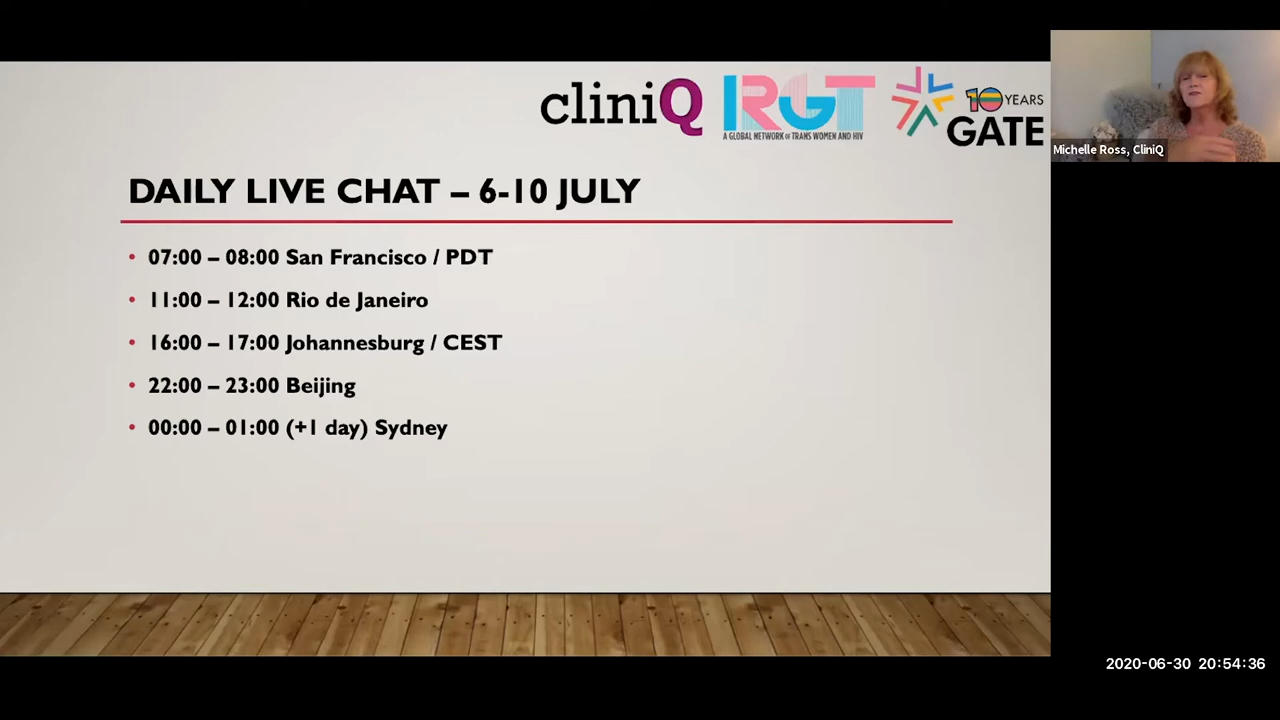 cliniQ
IRGT
A GLOBAL NETWORK OF TRANS WOMEN AND HIV
10 YEARS
GATE
Michelle Ross, CliniQ
DAILY LIVE CHAT – 6-10 JULY
• 07:00 – 08:00 San Francisco / PDT
• 11:00 – 12:00 Rio de Janeiro
• 16:00 – 17:00 Johannesburg / CEST
• 22:00 – 23:00 Beijing
• 00:00 – 01:00 (+1 day) Sydney
2020-06-30 20:54:36